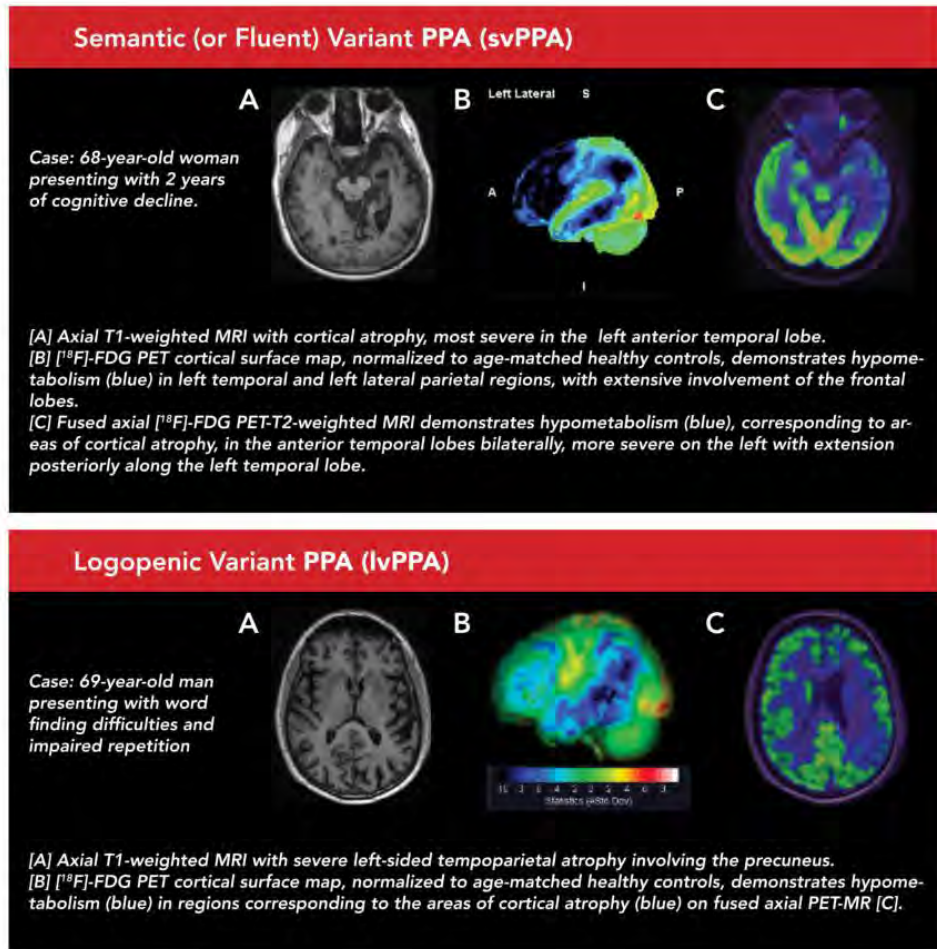 Semantic (or Fluent) Variant PPA (svPPA)
A
B
C
Left Lateral
S
A
P
I
Case: 68-year-old woman
presenting with 2 years
of cognitive decline.
[A] Axial T1-weighted MRI with cortical atrophy, most severe in the left anterior temporal lobe.
[B] [¹⁸F]-FDG PET cortical surface map, normalized to age-matched healthy controls, demonstrates hypome-
tabolism (blue) in left temporal and left lateral parietal regions, with extensive involvement of the frontal
lobes.
[C] Fused axial [¹⁸F]-FDG PET-T2-weighted MRI demonstrates hypometabolism (blue), corresponding to ar-
eas of cortical atrophy, in the anterior temporal lobes bilaterally, more severe on the left with extension
posteriorly along the left temporal lobe.
Logopenic Variant PPA (lvPPA)
A
B
C
Case: 69-year-old man
presenting with word
finding difficulties and
impaired repetition
Statistics
[A] Axial T1-weighted MRI with severe left-sided tempoparietal atrophy involving the precuneus.
[B] [¹⁸F]-FDG PET cortical surface map, normalized to age-matched healthy controls, demonstrates hypome-
tabolism (blue) in regions corresponding to the areas of cortical atrophy (blue) on fused axial PET-MR [C].